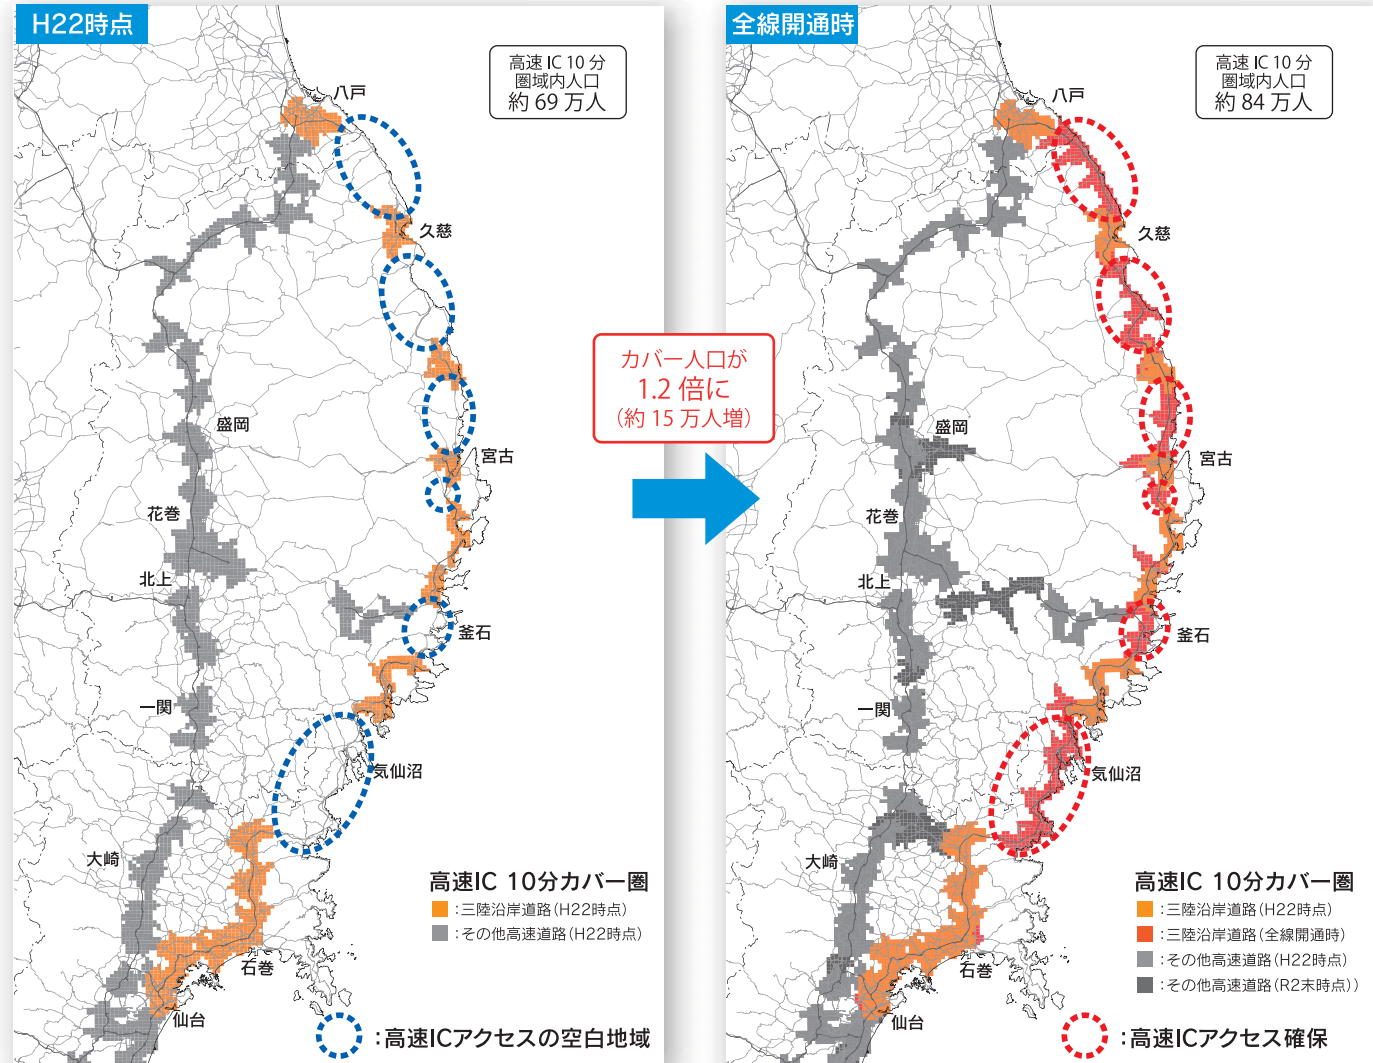 H22時点
高速 IC 10 分
圏域内人口
約 69 万人
八戸
久慈
盛岡
宮古
花巻
北上
釜石
一関
気仙沼
大崎
石巻
仙台
高速IC 10分カバー圏
:三陸沿岸道路(H22時点)
:その他高速道路(H22時点)
:高速ICアクセスの空白地域
カバー人口が
1.2 倍に
(約 15 万人増)
全線開通時
高速 IC 10 分
圏域内人口
約 84 万人
八戸
久慈
盛岡
宮古
花巻
北上
釜石
一関
気仙沼
大崎
石巻
仙台
高速IC 10分カバー圏
:三陸沿岸道路(H22時点)
:三陸沿岸道路(全線開通時)
:その他高速道路(H22時点)
:その他高速道路(R2末時点))
:高速ICアクセス確保